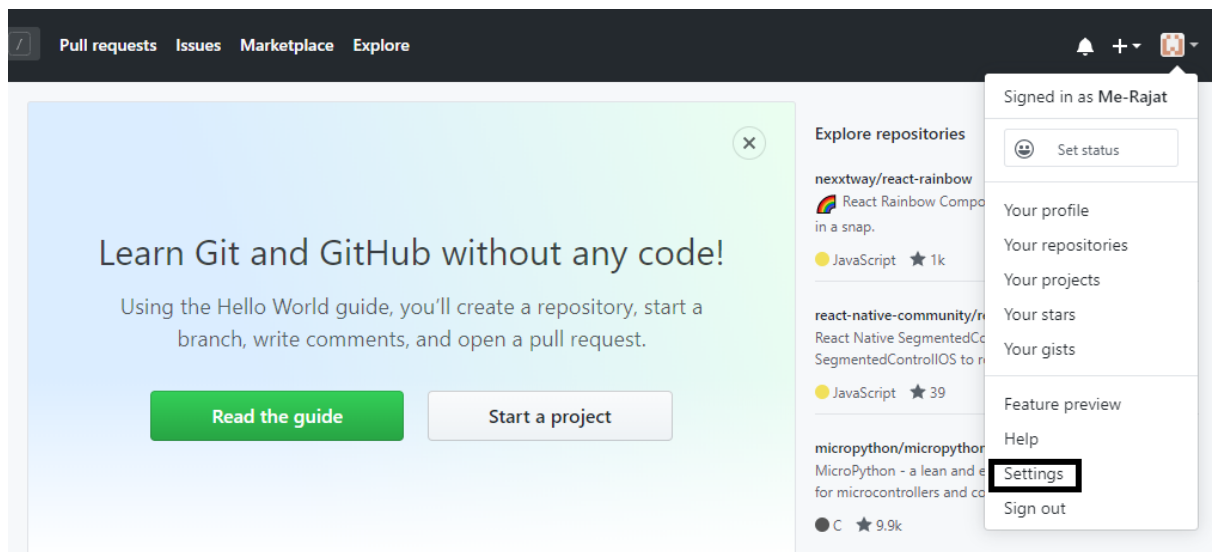 / Pull requests Issues Marketplace Explore
Learn Git and GitHub without any code!
Using the Hello World guide, you’ll create a repository, start a
branch, write comments, and open a pull request.
Read the guide Start a project
Explore repositories
nexxtway/react-rainbow
React Rainbow Compo
in a snap.
JavaScript 1k
react-native-community/r
React Native SegmentedCo
SegmentedControlIOS to r
JavaScript 39
micropython/micropython
MicroPython - a lean and e
for microcontrollers and co
C 9.9k
Signed in as Me-Rajat
Set status
Your profile
Your repositories
Your projects
Your stars
Your gists
Feature preview
Help
Settings
Sign out